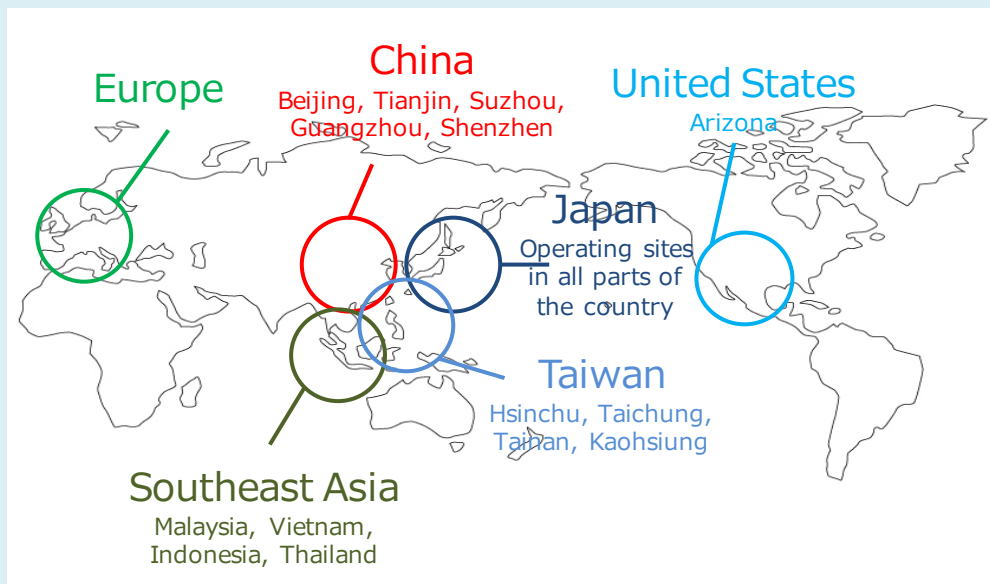 Europe
China
Beijing, Tianjin, Suzhou,
Guangzhou, Shenzhen
United States
Arizona
Japan
Operating sites
in all parts of
the country
Taiwan
Hsinchu, Taichung,
Tainan, Kaohsiung
Southeast Asia
Malaysia, Vietnam,
Indonesia, Thailand